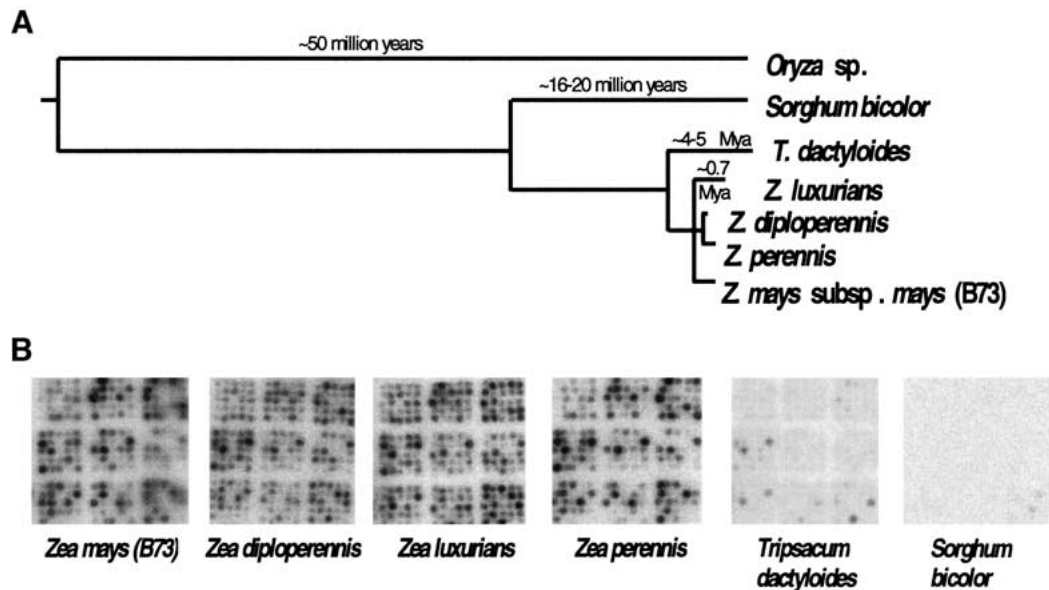 A
~50 million years
Oryza sp.
~16-20 million years
Sorghum bicolor
~4-5 Mya
T. dactyloides
~0.7
Mya
Z. luxurians
Z. diploperennis
Z. perennis
Z. mays subsp. mays (B73)
B
Zea mays (B73) Zea diploperennis Zea luxurians Zea perennis Tripsacum Sorghum
dactyloides bicolor